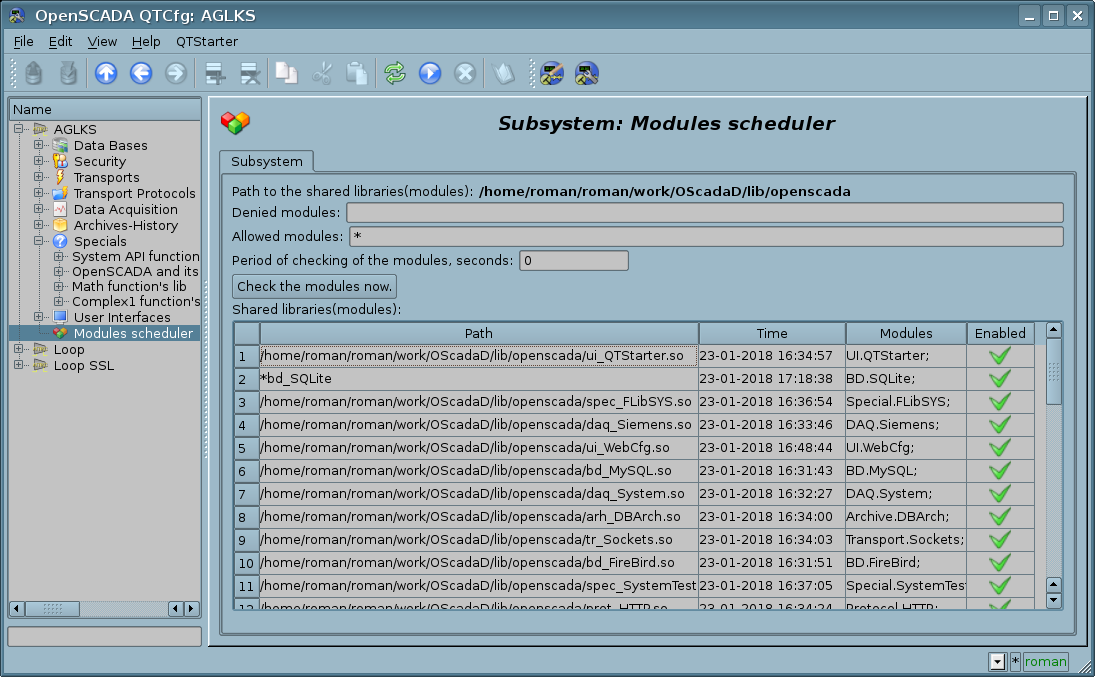 OpenSCADA QTCfg: AGLKS
File Edit View Help QTStarter
Name
AGLKS
Data Bases
Security
Transports
Transport Protocols
Data Acquisition
Archives-History
Specials
System API function
OpenSCADA and its
Math function's lib
Complex1 function's
User Interfaces
Modules scheduler
Loop
Loop SSL
Subsystem: Modules scheduler
Subsystem
Path to the shared libraries(modules): /home/roman/roman/work/OScadaD/lib/openscada
Denied modules:
Allowed modules: *
Period of checking of the modules, seconds: 0
Check the modules now.
Shared libraries(modules):
Path Time Modules Enabled
1 /home/roman/roman/work/OScadaD/lib/openscada/ui_QTStarter.so 23-01-2018 16:34:57 UI.QTStarter;
2 *bd_SQLite 23-01-2018 17:18:38 BD.SQLite;
3 /home/roman/roman/work/OScadaD/lib/openscada/spec_FLibSYS.so 23-01-2018 16:36:54 Special.FLibSYS;
4 /home/roman/roman/work/OScadaD/lib/openscada/daq_Siemens.so 23-01-2018 16:33:46 DAQ.Siemens;
5 /home/roman/roman/work/OScadaD/lib/openscada/ui_WebCfg.so 23-01-2018 16:48:44 UI.WebCfg;
6 /home/roman/roman/work/OScadaD/lib/openscada/bd_MySQL.so 23-01-2018 16:31:43 BD.MySQL;
7 /home/roman/roman/work/OScadaD/lib/openscada/daq_System.so 23-01-2018 16:32:27 DAQ.System;
8 /home/roman/roman/work/OScadaD/lib/openscada/arh_DBArch.so 23-01-2018 16:34:00 Archive.DBArch;
9 /home/roman/roman/work/OScadaD/lib/openscada/tr_Sockets.so 23-01-2018 16:34:03 Transport.Sockets;
10 /home/roman/roman/work/OScadaD/lib/openscada/bd_FireBird.so 23-01-2018 16:31:51 BD.FireBird;
11 /home/roman/roman/work/OScadaD/lib/openscada/spec_SystemTest 23-01-2018 16:37:05 Special.SystemTest
12 /home/roman/roman/work/OScadaD/lib/openscada/prot_HTTP.so 23-01-2018 16:34:24 Protocol.HTTP;
* roman